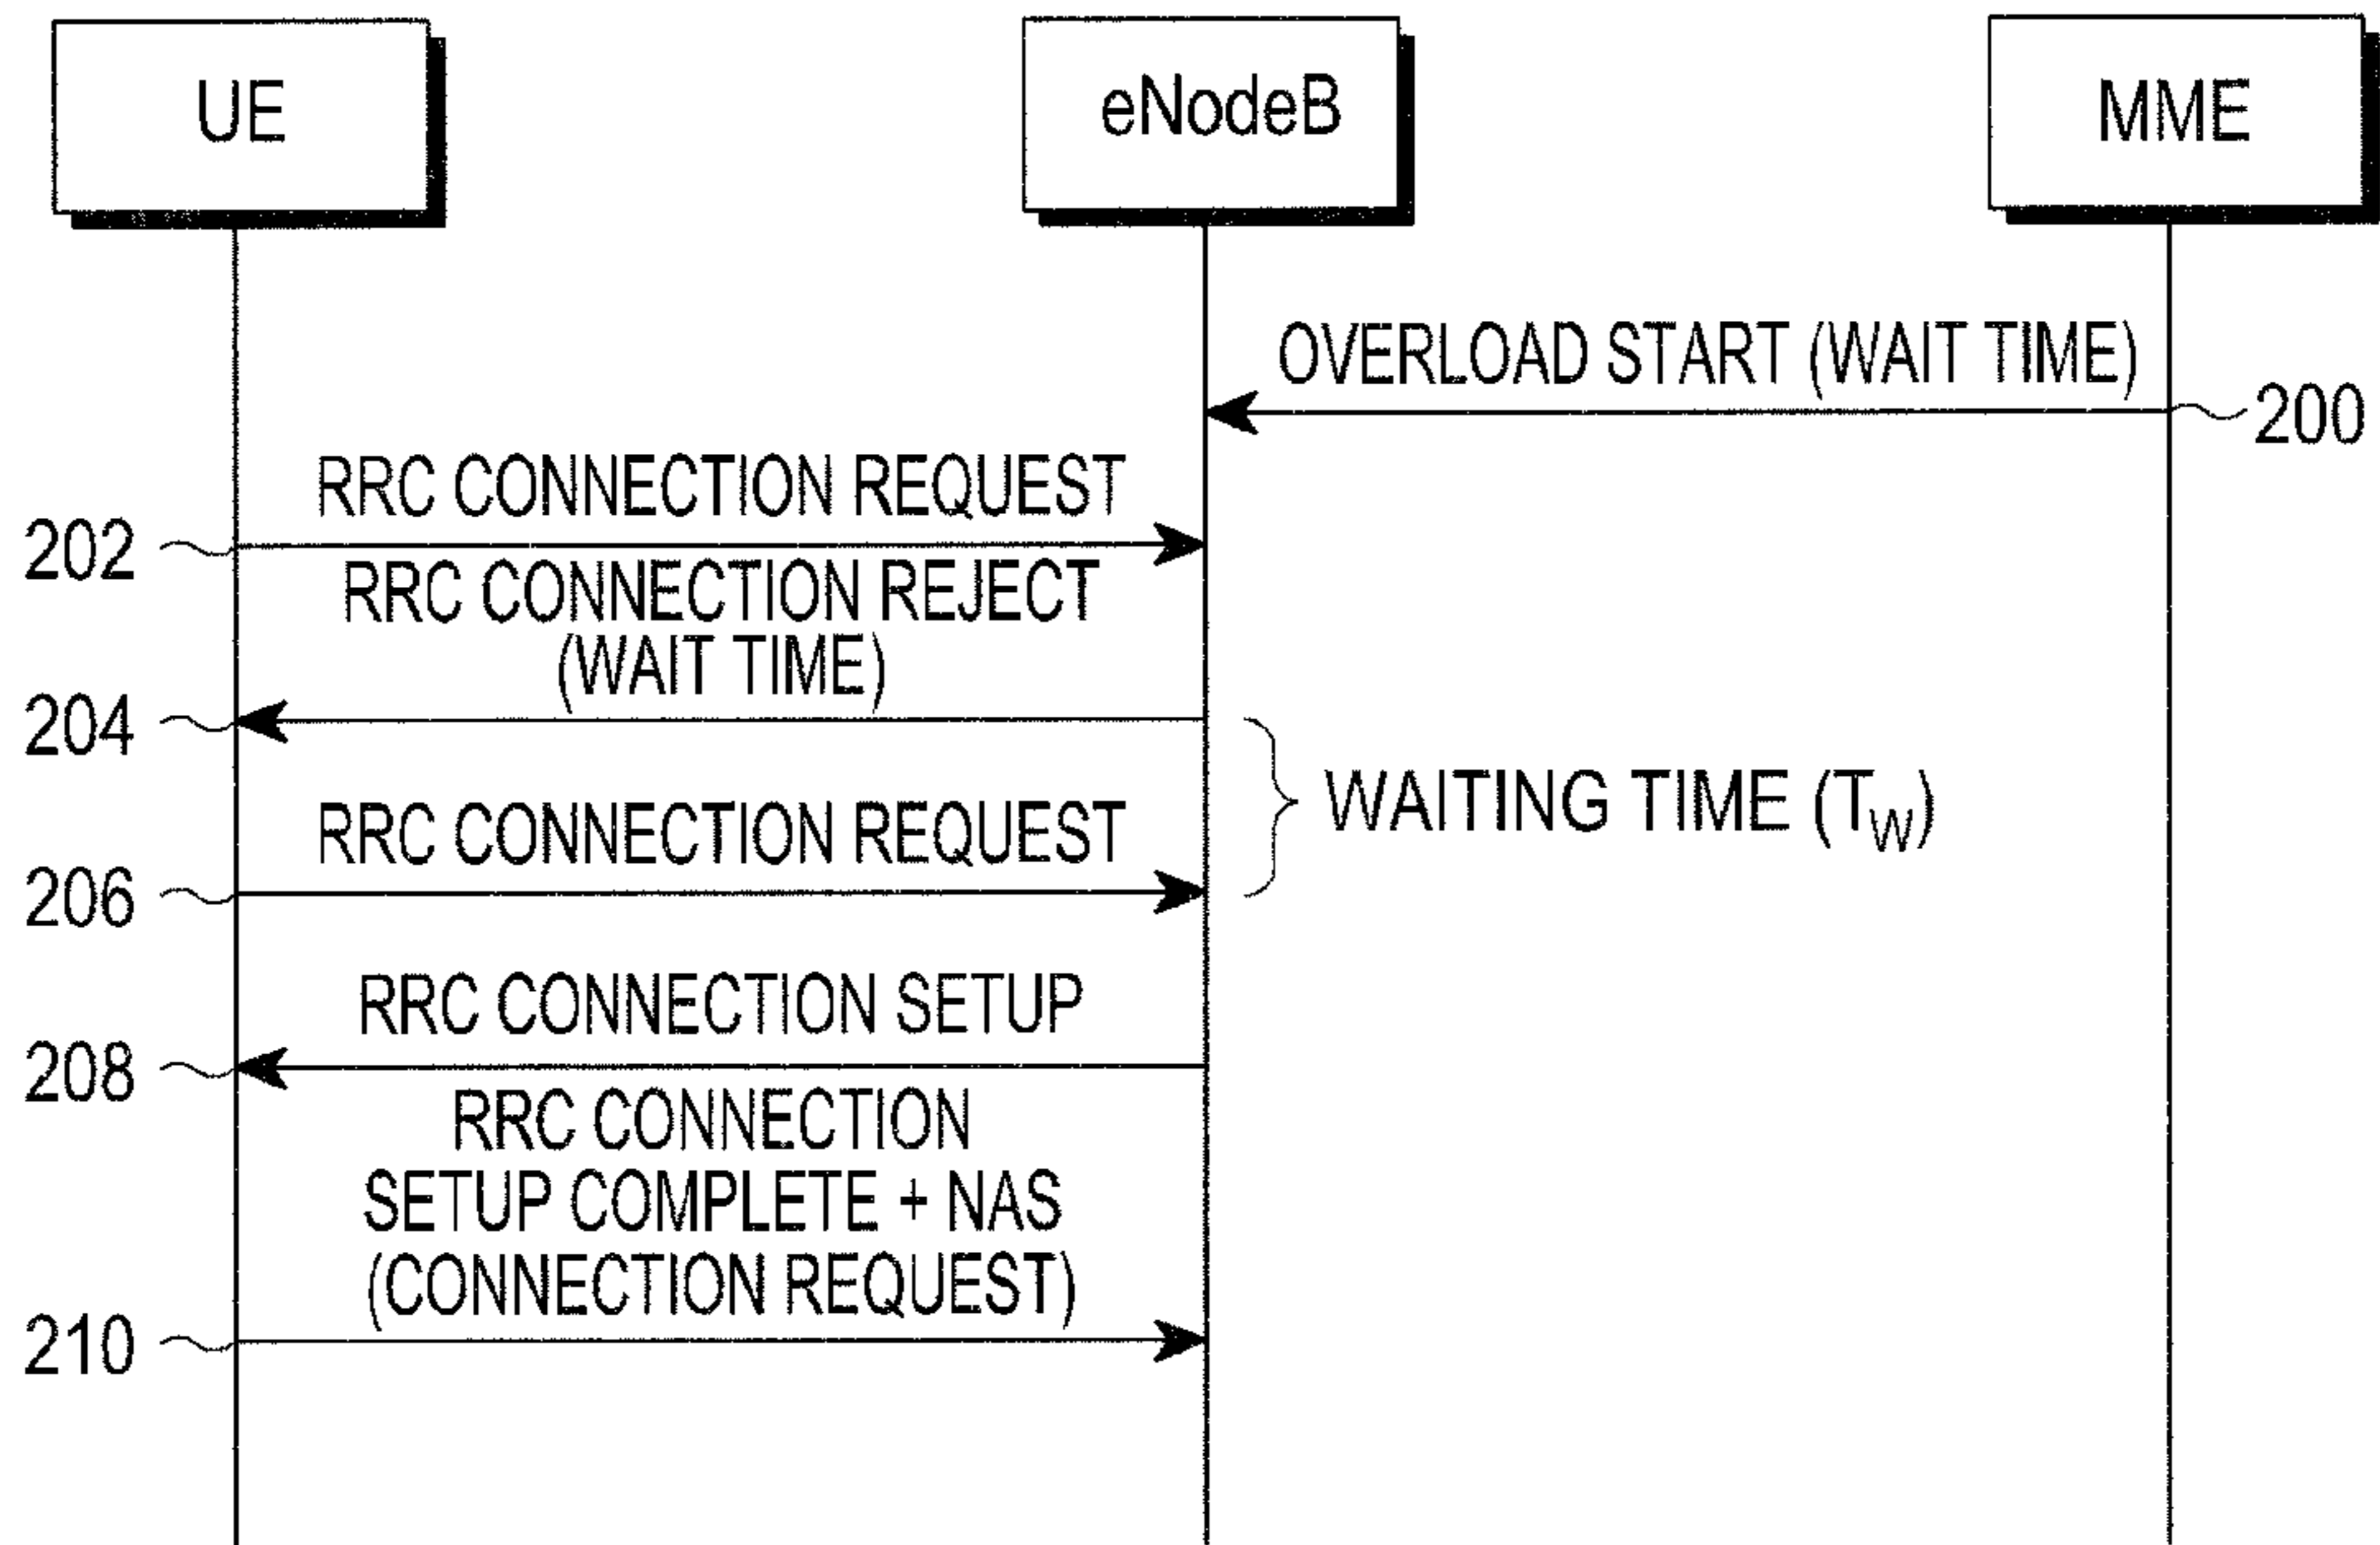 UE
eNodeB
MME
OVERLOAD START (WAIT TIME)
200
RRC CONNECTION REQUEST
202
RRC CONNECTION REJECT
(WAIT TIME)
204
WAITING TIME (TW)
RRC CONNECTION REQUEST
206
RRC CONNECTION SETUP
208
RRC CONNECTION
SETUP COMPLETE + NAS
(CONNECTION REQUEST)
210